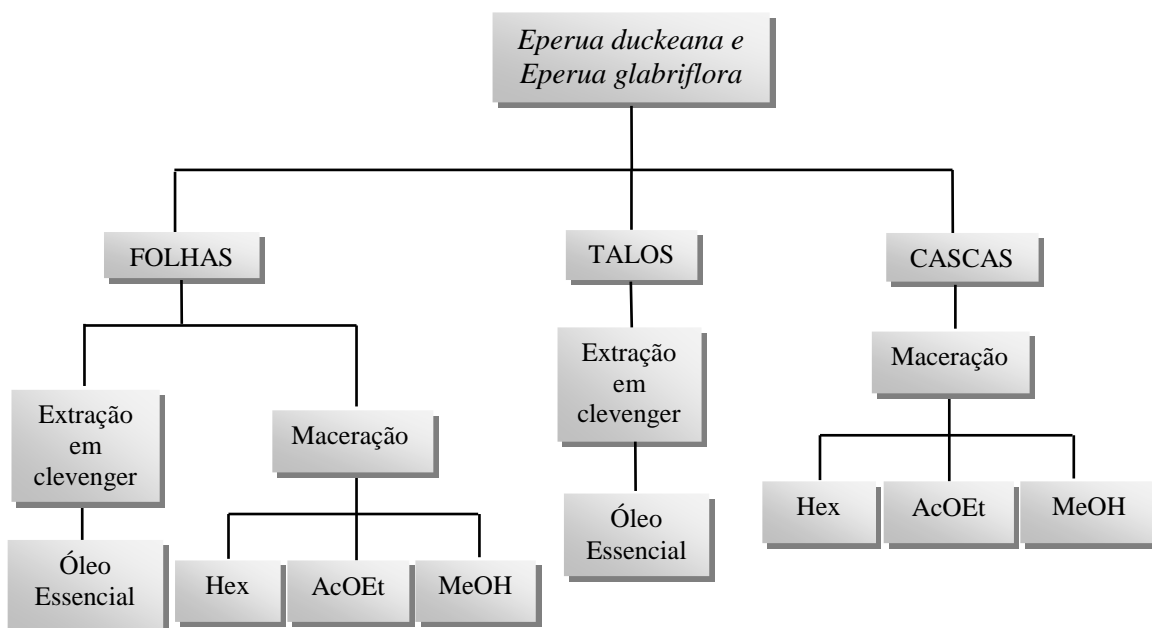 Eperua duckeana e
Eperua glabriflora
FOLHAS
TALOS
CASCAS
Extração
em
clevenger
Maceração
Extração
em
clevenger
Maceração
Óleo
Essencial
Hex
AcOEt
MeOH
Óleo
Essencial
Hex
AcOEt
MeOH